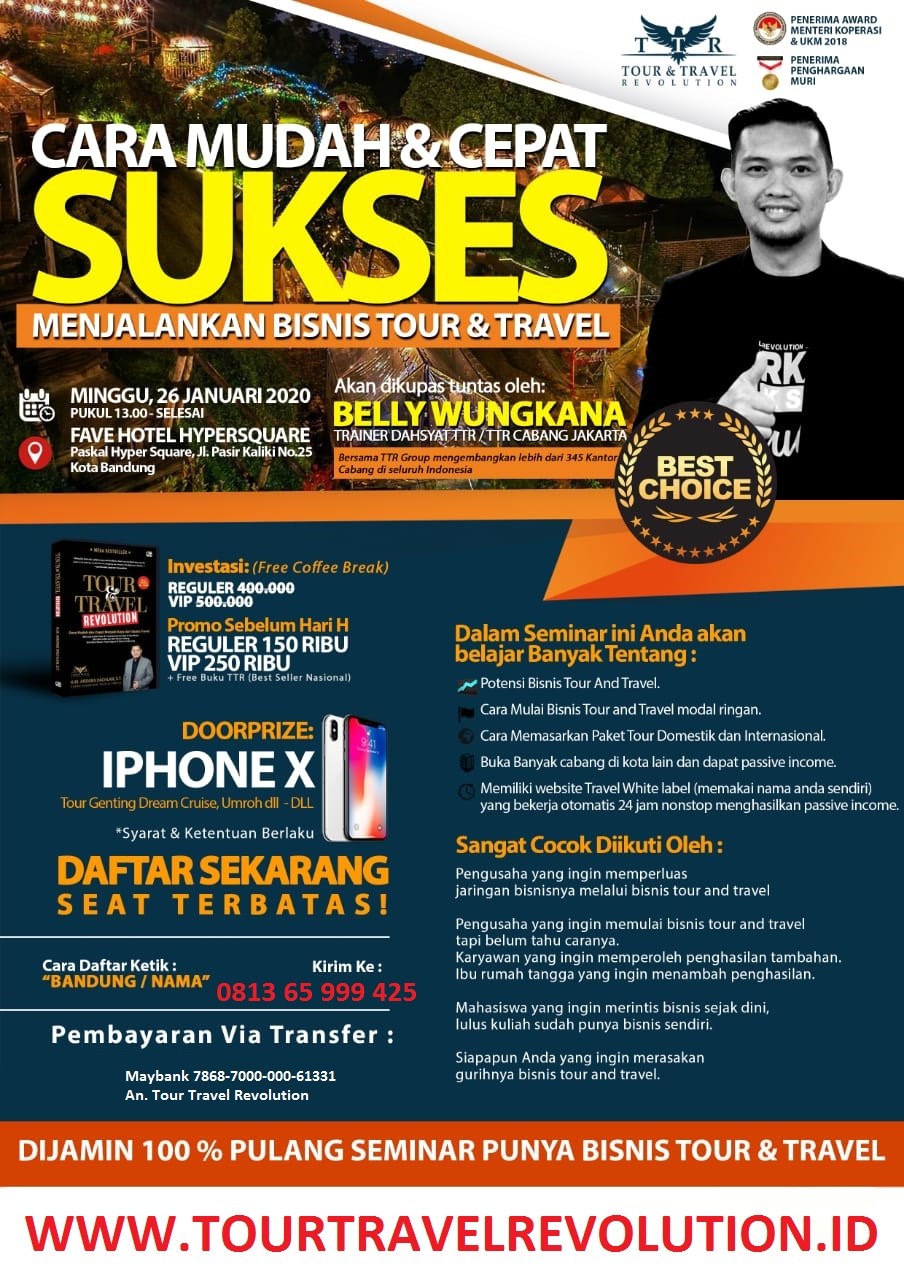 TTR
TOUR & TRAVEL
REVOLUTION
PENERIMA AWARD
MENTERI KOPERASI
& UKM 2018
PENERIMA
PENGHARGAAN
MURI
CARA MUDAH & CEPAT
SUKSES
MENJALANKAN BISNIS TOUR & TRAVEL
MINGGU, 26 JANUARI 2020
PUKUL 13.00 - SELESAI
FAVE HOTEL HYPERSQUARE
Paskal Hyper Square, Jl. Pasir Kaliki No.25
Kota Bandung
Akan dikupas tuntas oleh:
BELLY WUNGKANA
TRAINER DAHSYAT TTR / TTR CABANG JAKARTA
Bersama TTR Group mengembangkan lebih dari 345 Kantor
Cabang di seluruh Indonesia
BEST
CHOICE
TOUR
&
TRAVEL
REVOLUTION
Investasi: (Free Coffee Break)
REGULER 400.000
VIP 500.000
Promo Sebelum Hari H
REGULER 150 RIBU
VIP 250 RIBU
+ Free Buku TTR (Best Seller Nasional)
DOORPRIZE:
IPHONE X
Tour Genting Dream Cruise, Umroh dll - DLL
*Syarat & Ketentuan Berlaku
9:41
DAFTAR SEKARANG
SEAT TERBATAS!
Cara Daftar Ketik :
"BANDUNG / NAMA"
Kirim Ke :
0813 65 999 425
Pembayaran Via Transfer :
Maybank 7868-7000-000-61331
An. Tour Travel Revolution
Dalam Seminar ini Anda akan
belajar Banyak Tentang :
Potensi Bisnis Tour And Travel.
Cara Mulai Bisnis Tour and Travel modal ringan.
Cara Memasarkan Paket Tour Domestik dan Internasional.
Buka Banyak cabang di kota lain dan dapat passive income.
Memiliki website Travel White label (memakai nama anda sendiri)
yang bekerja otomatis 24 jam nonstop menghasilkan passive income.
Sangat Cocok Diikuti Oleh :
Pengusaha yang ingin memperluas
jaringan bisnisnya melalui bisnis tour and travel
Pengusaha yang ingin memulai bisnis tour and travel
tapi belum tahu caranya.
Karyawan yang ingin memperoleh penghasilan tambahan.
Ibu rumah tangga yang ingin menambah penghasilan.
Mahasiswa yang ingin merintis bisnis sejak dini,
lulus kuliah sudah punya bisnis sendiri.
Siapapun Anda yang ingin merasakan
gurihnya bisnis tour and travel.
DIJAMIN 100 % PULANG SEMINAR PUNYA BISNIS TOUR & TRAVEL
WWW.TOURTRAVELREVOLUTION.ID